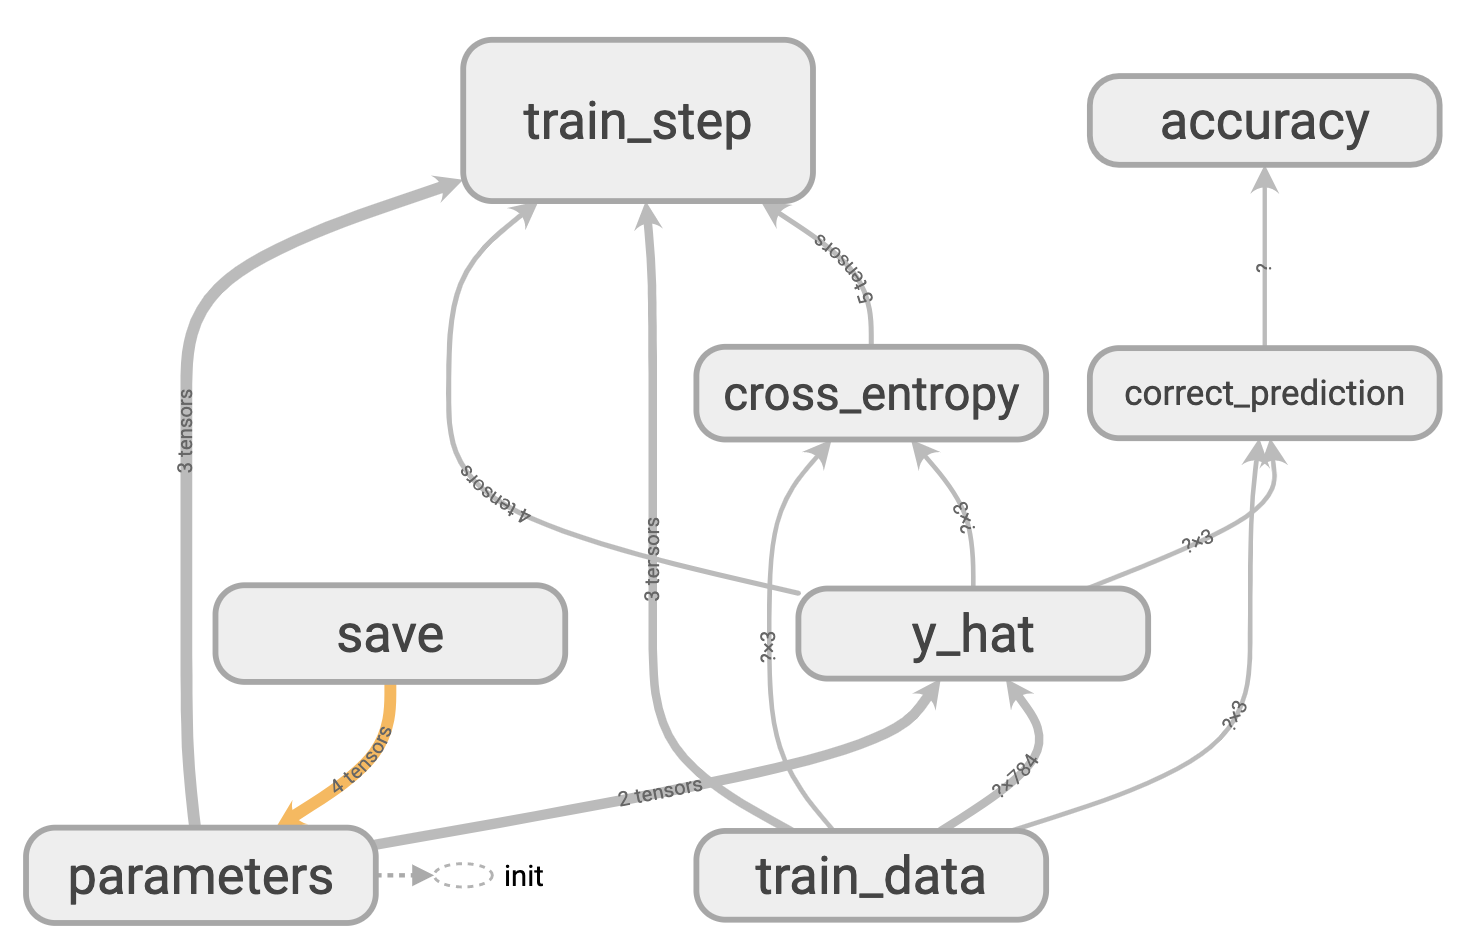 train_step
accuracy
5 tensors
?
3 tensors
cross_entropy
correct_prediction
4 tensors
?×3
?×3
3 tensors
save
y_hat
?×3
?×3
4 tensors
2 tensors
?×784
parameters
init
train_data